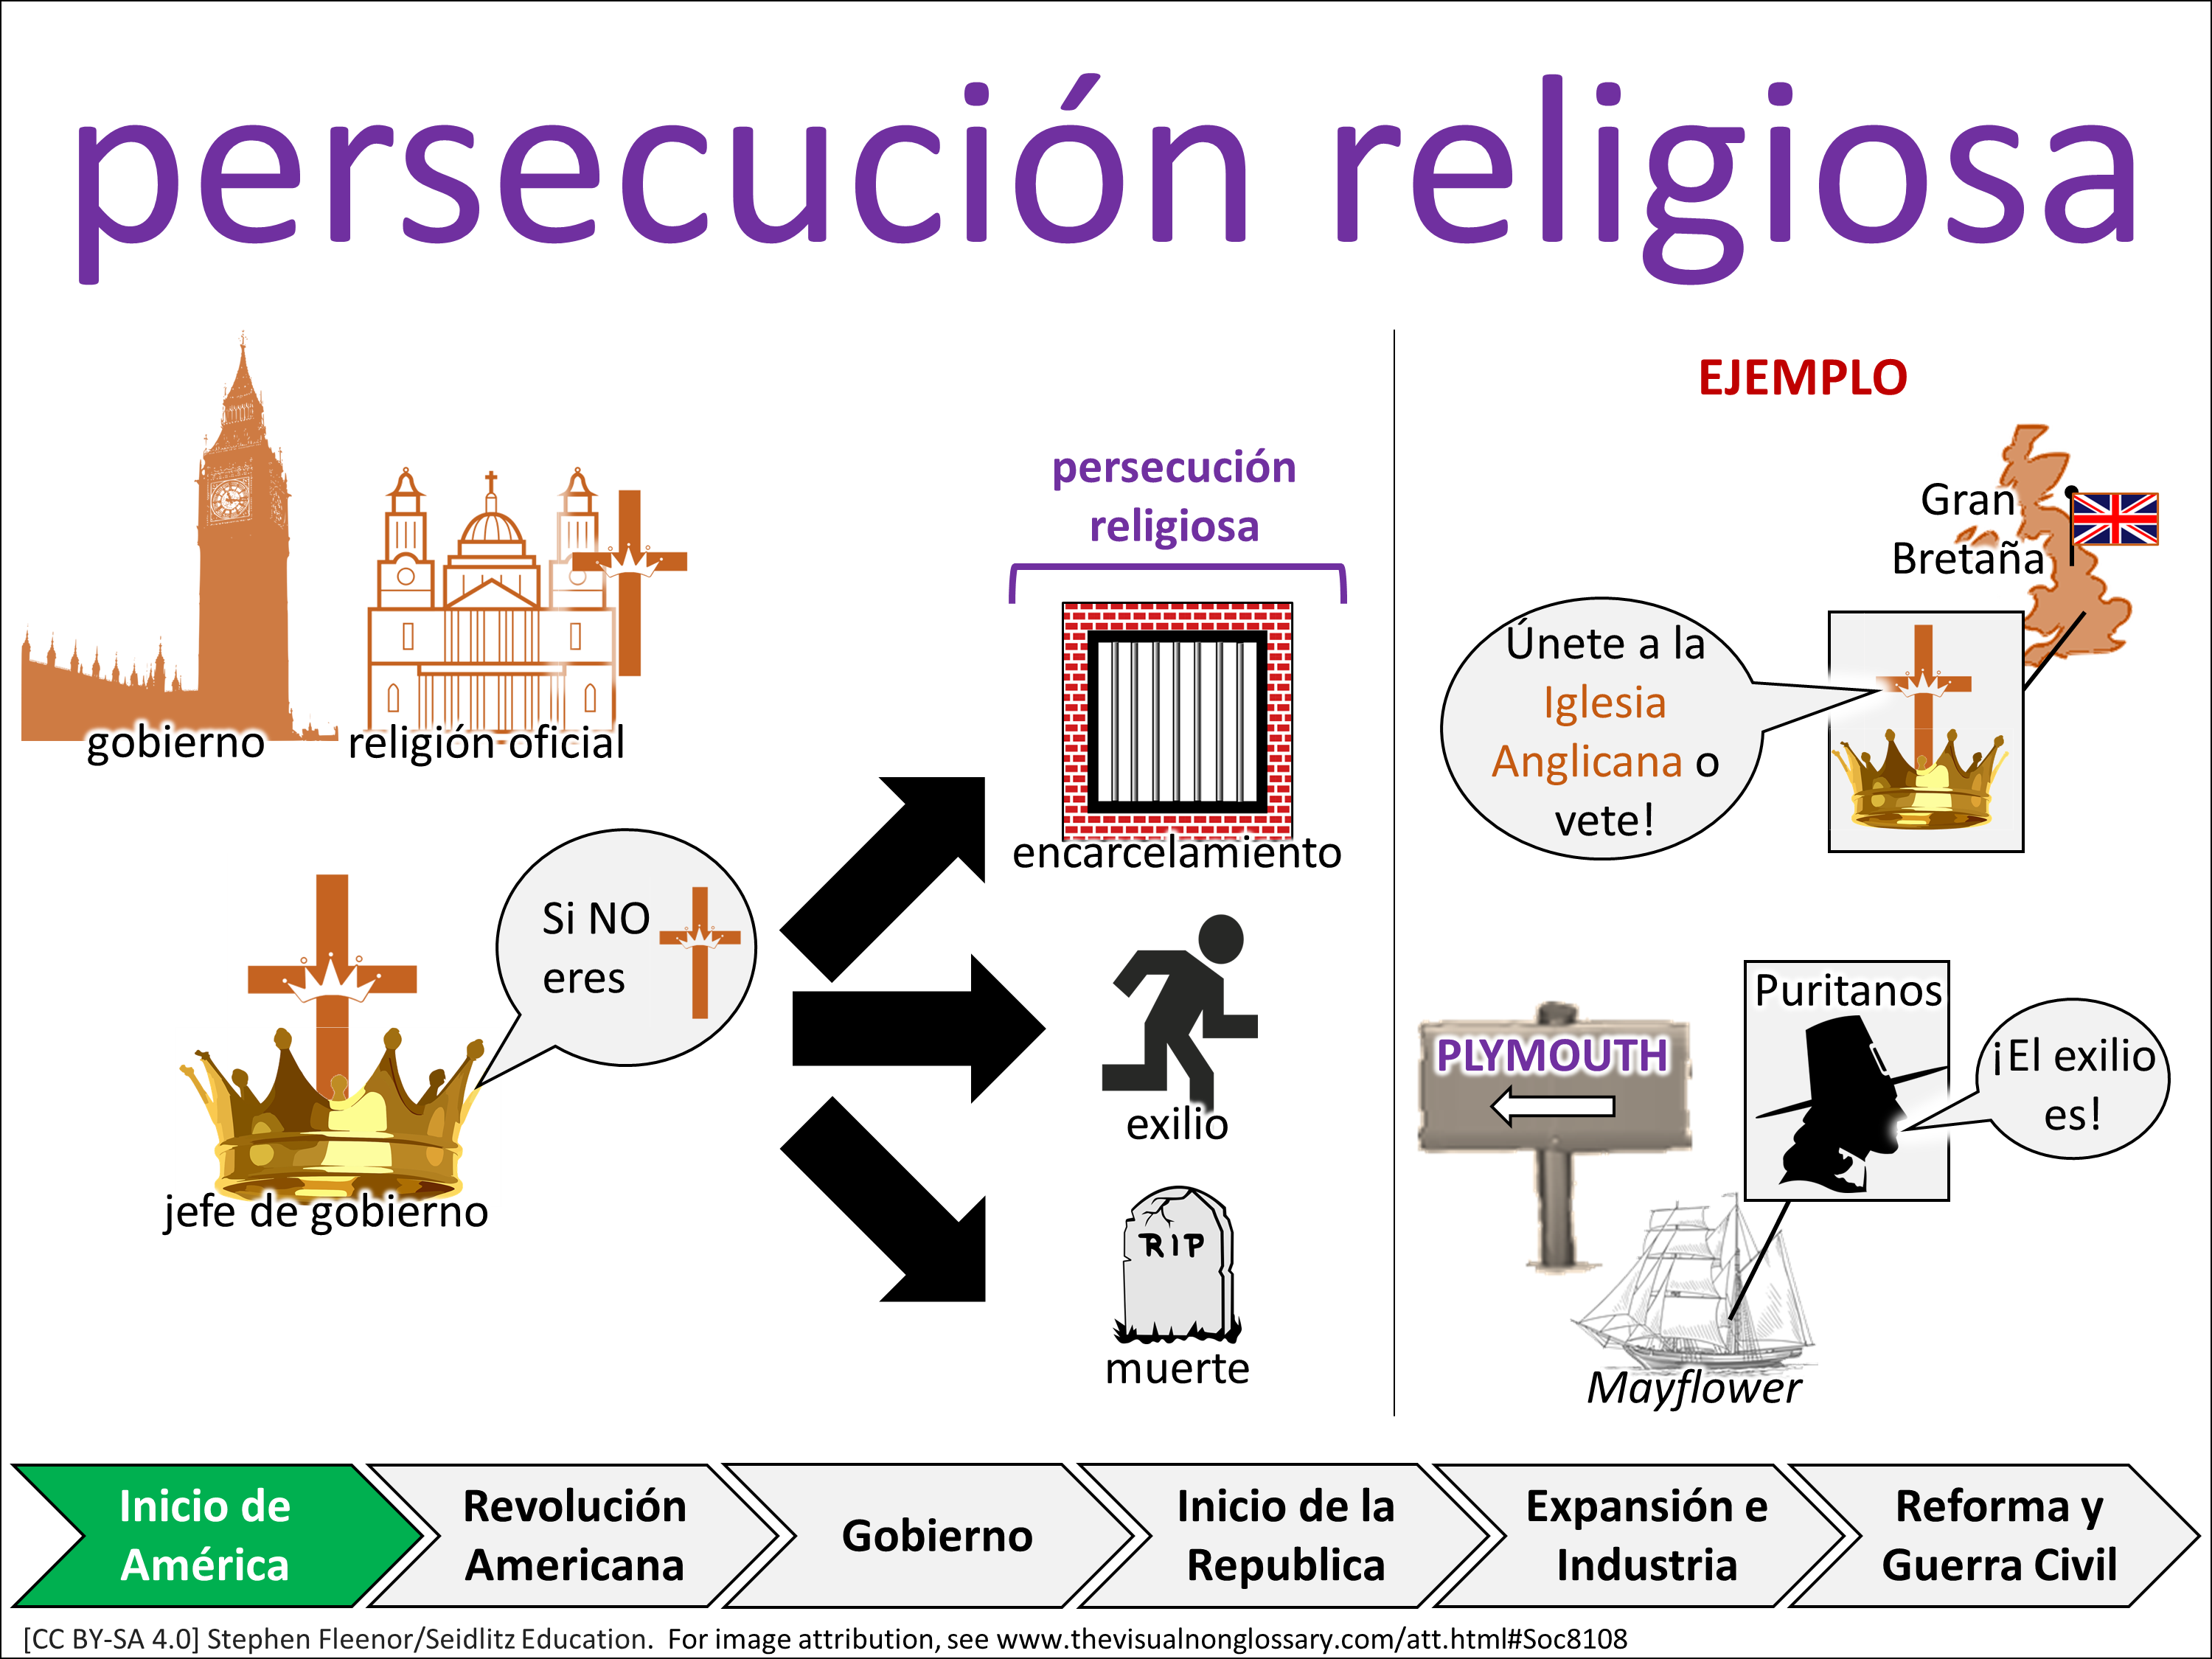 persecución religiosa
gobierno
religión oficial
jefe de gobierno
Si NO
eres
persecución
religiosa
encarcelamiento
exilio
RIP
muerte
EJEMPLO
Gran
Bretaña
Únete a la
Iglesia
Anglicana o
vete!
Puritanos
¡El exilio
es!
PLYMOUTH
Mayflower
Inicio de
América
Revolución
Americana
Gobierno
Inicio de la
Republica
Expansión e
Industria
Reforma y
Guerra Civil
[CC BY-SA 4.0] Stephen Fleenor/Seidlitz Education. For image attribution, see www.thevisualnonglossary.com/att.html#Soc8108